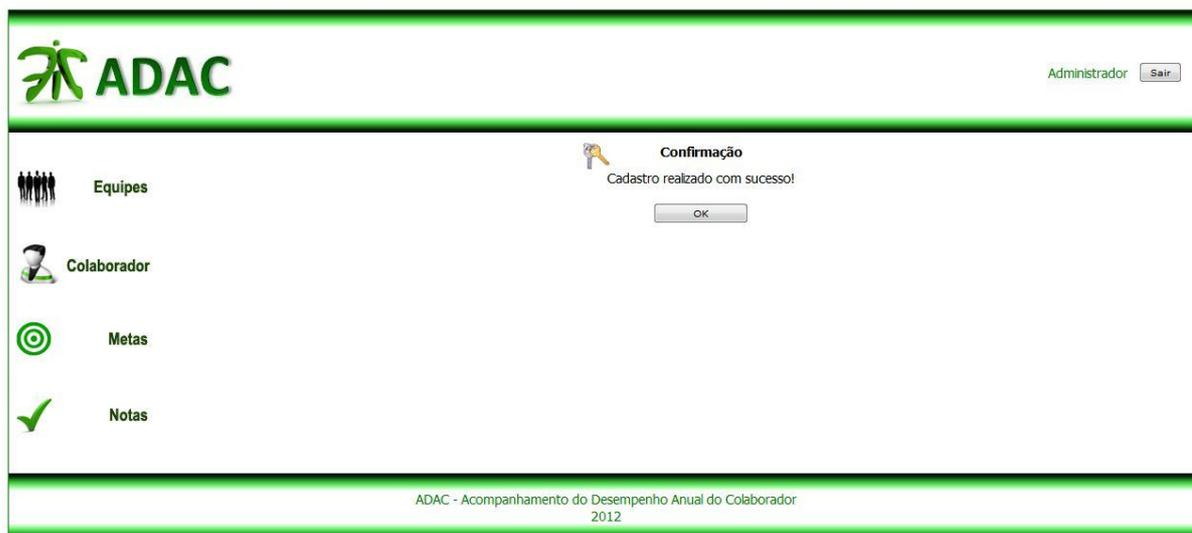 ADAC
Administrador
Sair
Confirmação
Cadastro realizado com sucesso!
OK
Equipes
Colaborador
Metas
Notas
ADAC - Acompanhamento do Desempenho Anual do Colaborador
2012